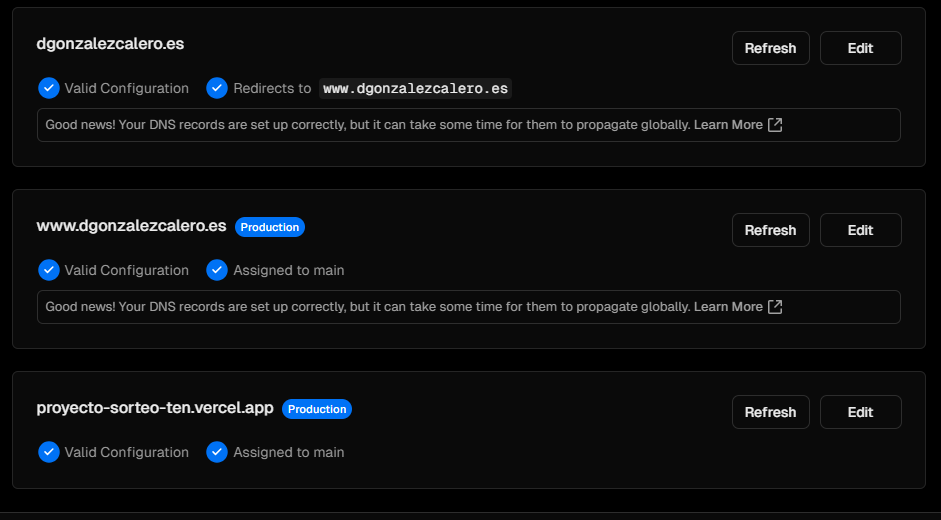 dgonzalezcalero.es
Refresh Edit
Valid Configuration Redirects to www.dgonzalezcalero.es
Good news! Your DNS records are set up correctly, but it can take some time for them to propagate globally. Learn More
www.dgonzalezcalero.es Production
Refresh Edit
Valid Configuration Assigned to main
Good news! Your DNS records are set up correctly, but it can take some time for them to propagate globally. Learn More
proyecto-sorteo-ten.vercel.app Production
Refresh Edit
Valid Configuration Assigned to main